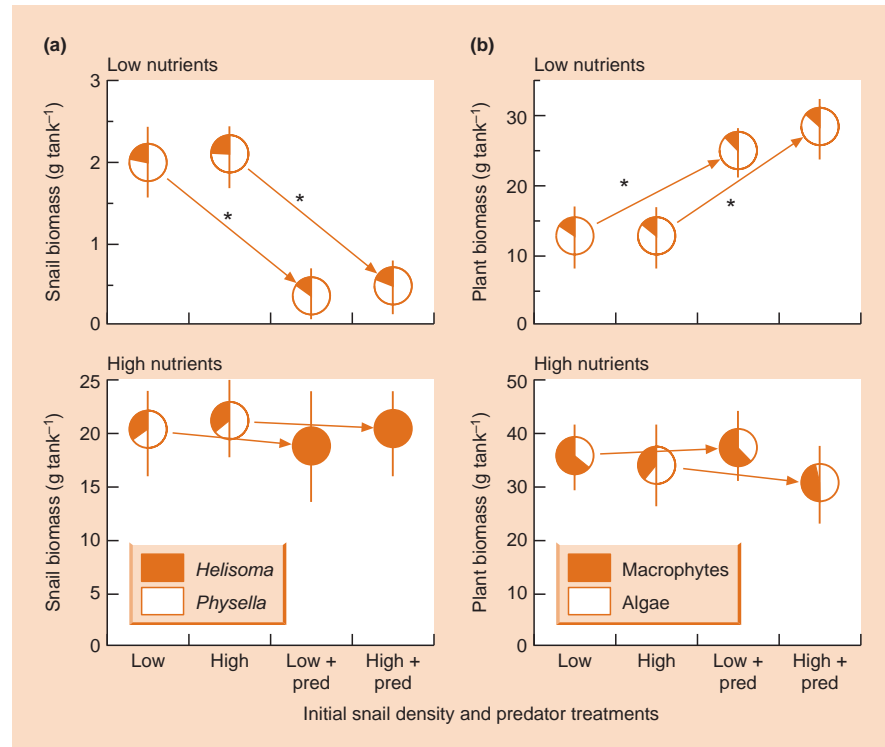 (a)
Low nutrients
Snail biomass (g tank⁻¹)
3
2
1
0
*
*
High nutrients
Snail biomass (g tank⁻¹)
25
20
15
10
5
0
Helisoma
Physella
Low
High
Low + pred
High + pred
(b)
Low nutrients
Plant biomass (g tank⁻¹)
30
20
10
0
*
*
High nutrients
Plant biomass (g tank⁻¹)
50
40
30
20
10
0
Macrophytes
Algae
Low
High
Low + pred
High + pred
Initial snail density and predator treatments